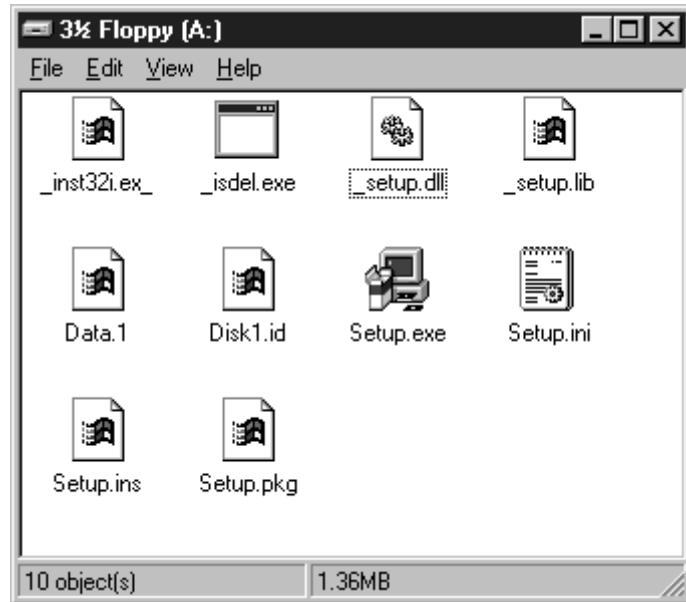 3½ Floppy (A:)
File Edit View Help
_inst32i.ex_ _isdel.exe _setup.dll _setup.lib
Data.1 Disk1.id Setup.exe Setup.ini
Setup.ins Setup.pkg
10 object(s) 1.36MB